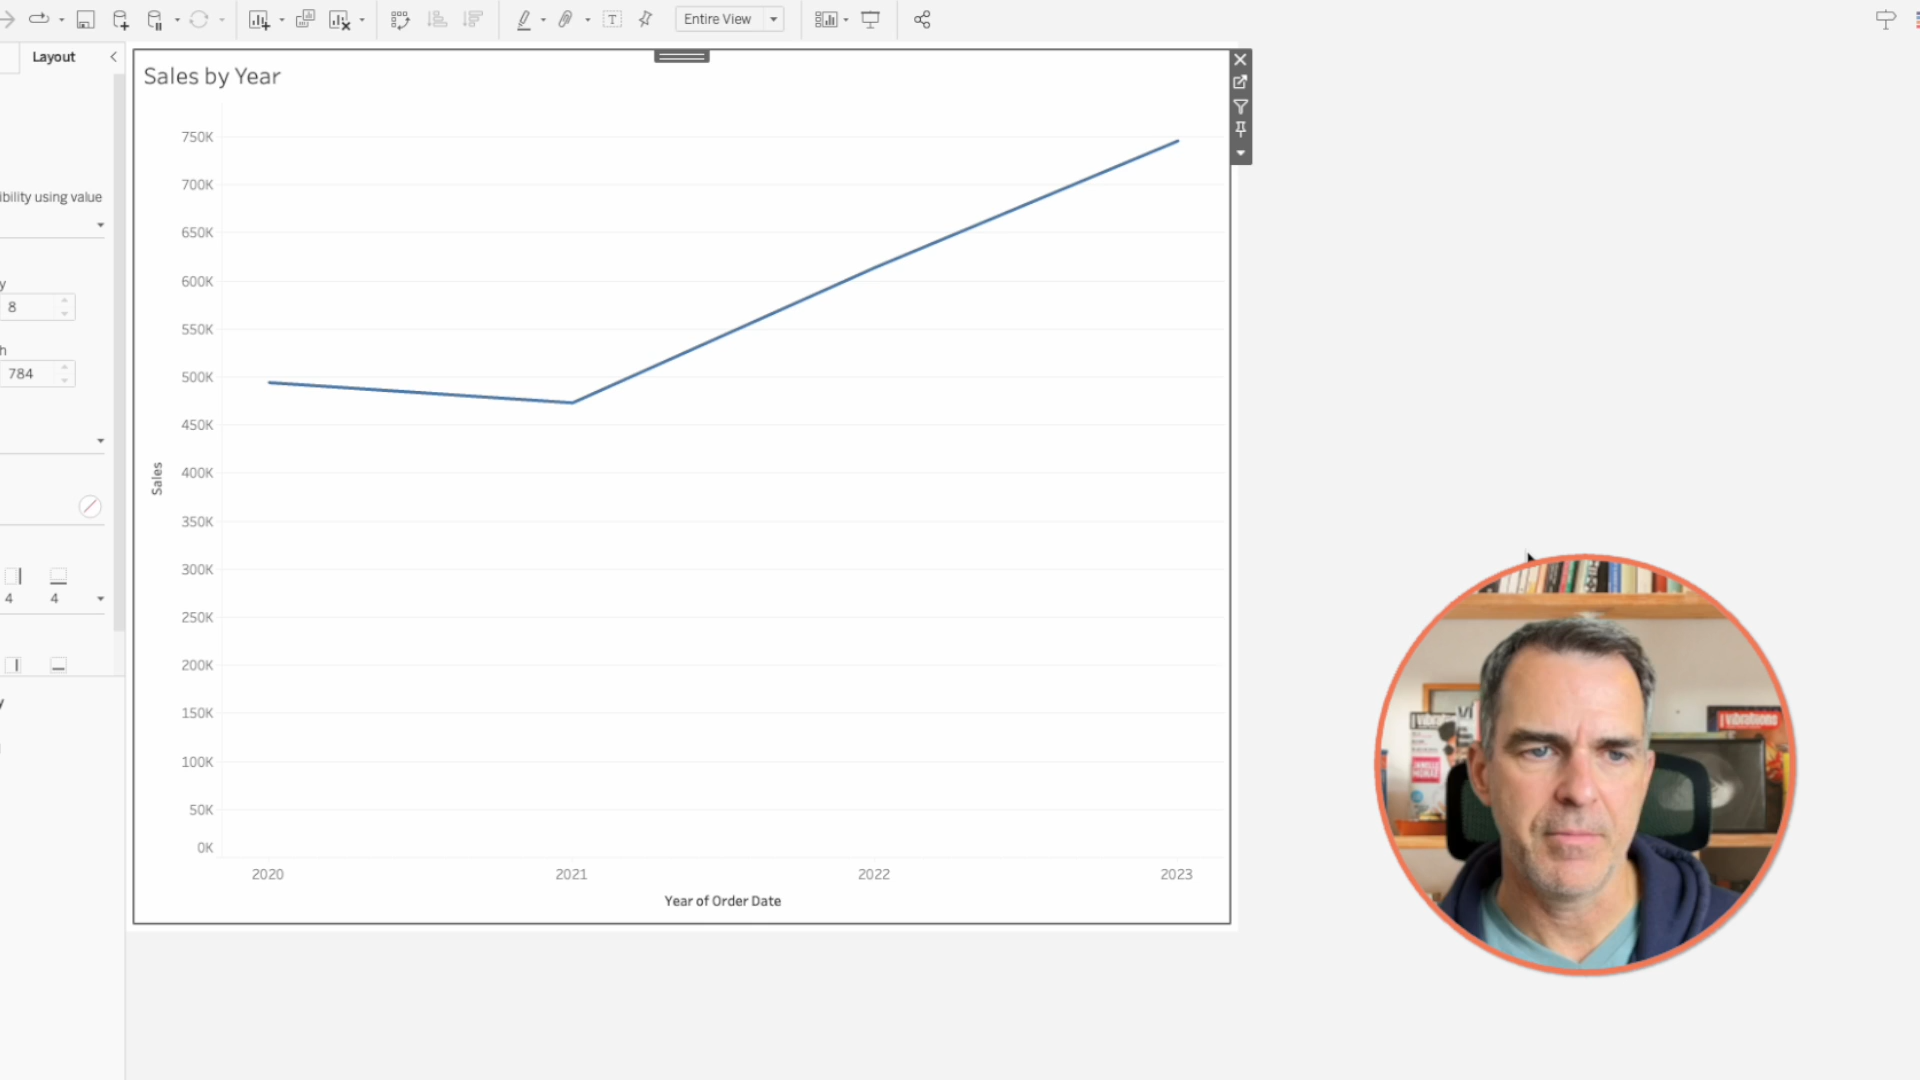 Entire View
Layout
Sales by Year
ibility using value
y
8
h
784
4 4
y
750K
700K
650K
600K
550K
500K
450K
400K
350K
300K
250K
200K
150K
100K
50K
0K
Sales
2020 2021 2022 2023
Year of Order Date
vibrations